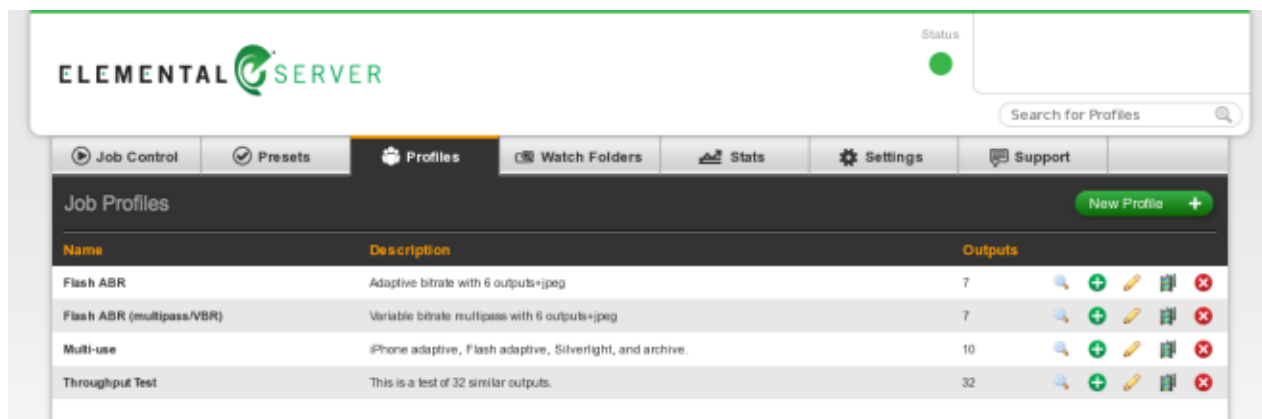 Status
ELEMENTAL SERVER
Search for Profiles
Job Control Presets Profiles Watch Folders Stats Settings Support
Job Profiles New Profile +
Name Description Outputs
Flash ABR Adaptive bitrate with 6 outputs+jpeg 7
Flash ABR (multipass/VBR) Variable bitrate multipass with 6 outputs+jpeg 7
Multi-use iPhone adaptive, Flash adaptive, Silverlight, and archive. 10
Throughput Test This is a test of 32 similar outputs. 32